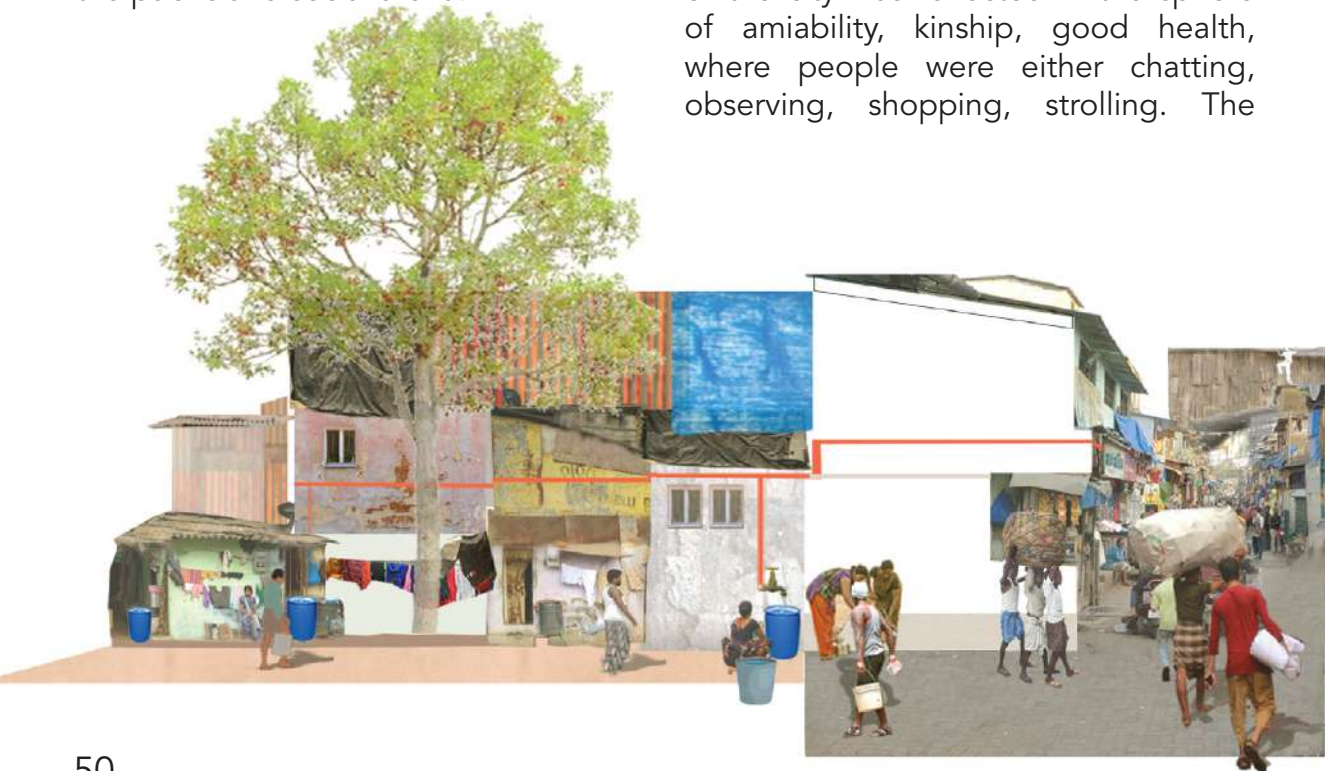 of amiability, kinship, good health,
where people were either chatting,
observing, shopping, strolling. The
50